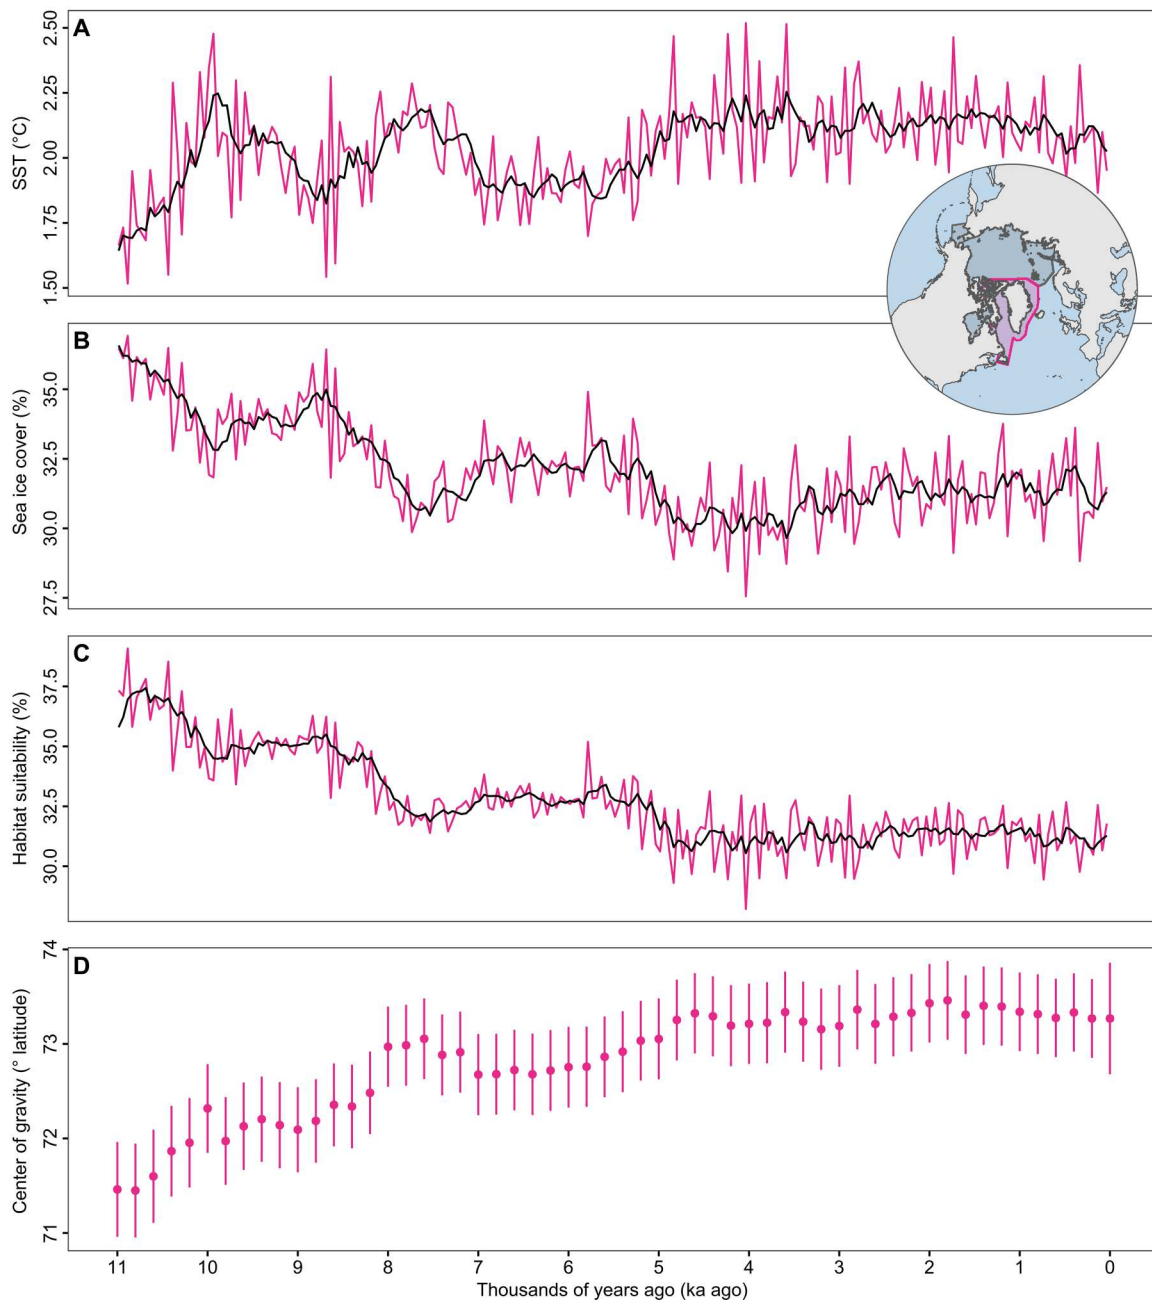 A
SST (°C)
2.50
2.25
2.00
1.75
1.50
B
Sea ice cover (%)
35.0
32.5
30.0
27.5
C
Habitat suitability (%)
37.5
35.0
32.5
30.0
D
Center of gravity (° latitude)
74
73
72
71
11 10 9 8 7 6 5 4 3 2 1 0
Thousands of years ago (ka ago)